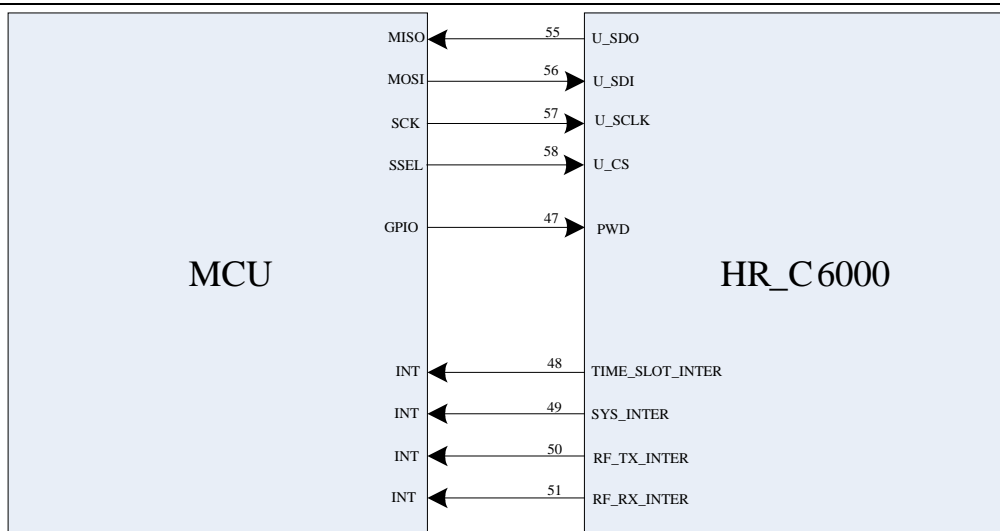 MISO 55 U_SDO
MOSI 56 U_SDI
SCK 57 U_SCLK
SSEL 58 U_CS
GPIO 47 PWD
MCU HR_C6000
INT 48 TIME_SLOT_INTER
INT 49 SYS_INTER
INT 50 RF_TX_INTER
INT 51 RF_RX_INTER